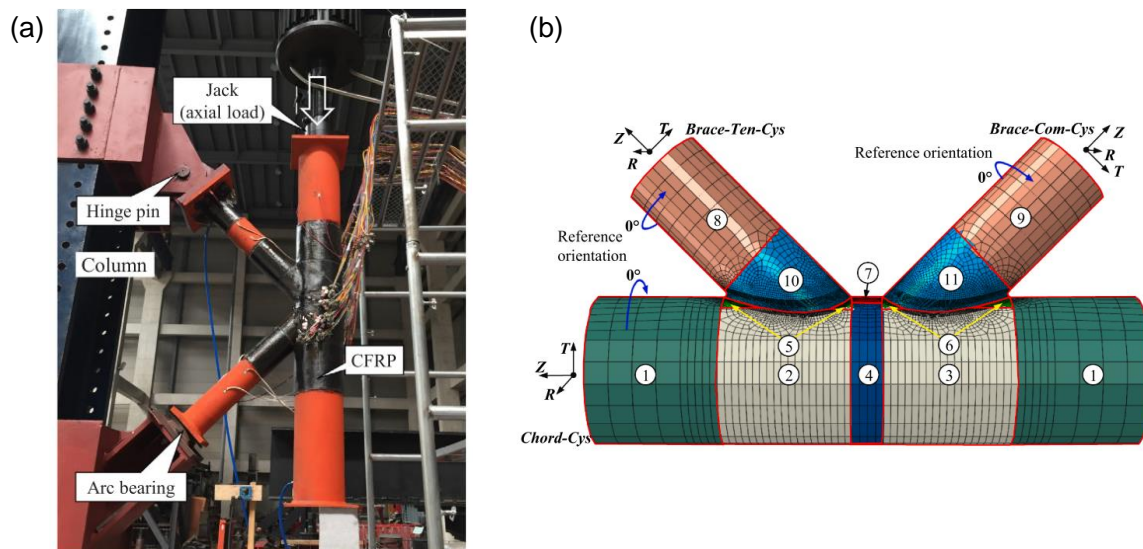 (a)
Jack
(axial load)
Hinge pin
Column
CFRP
Arc bearing
(b)
Z T Brace-Ten-Cys
R
Brace-Com-Cys Z
R
T
Reference orientation
0°
0°
Reference
orientation
0°
8
9
10
7
11
5
6
T
Z
R
1
2
4
3
1
Chord-Cys